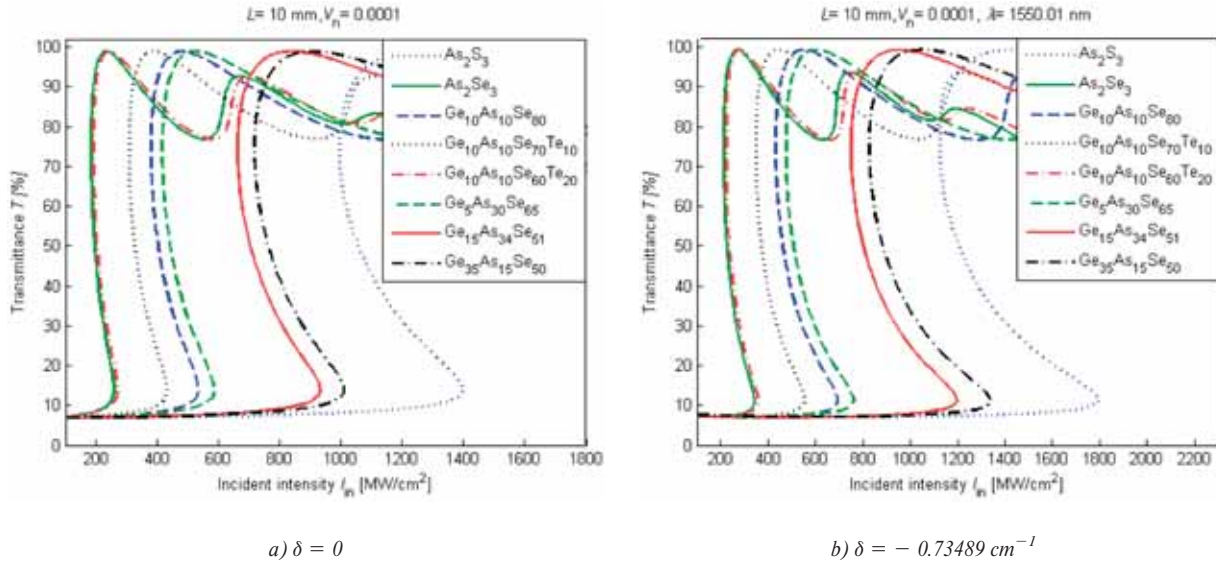 L= 10 mm,Vn= 0.0001
100
90
80
70
60
50
40
30
20
10
0
Transmittance T [%]
200 400 600 800 1000 1200 1400 1600 1800
Incident intensity Iin [MW/cm²]
As2S3
As2Se3
Ge10As10Se80
Ge10As10Se70Te10
Ge10As10Se60Te20
Ge5As30Se65
Ge15As34Se51
Ge35As15Se50
a) δ = 0
L= 10 mm,Vn= 0.0001, λ= 1550.01 nm
100
90
80
70
60
50
40
30
20
10
0
Transmittance T [%]
200 400 600 800 1000 1200 1400 1600 1800 2000 2200
Incident intensity Iin [MW/cm²]
As2S3
As2Se3
Ge10As10Se80
Ge10As10Se70Te10
Ge10As10Se60Te20
Ge5As30Se65
Ge15As34Se51
Ge35As15Se50
b) δ = − 0.73489 cm⁻¹